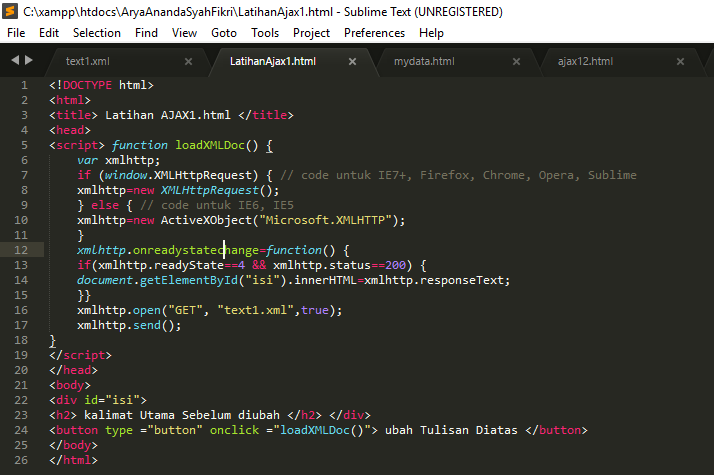 C:\xampp\htdocs\AryaAnandaSyahFikri\LatihanAjax1.html - Sublime Text (UNREGISTERED)
File Edit Selection Find View Goto Tools Project Preferences Help
text1.xml × LatihanAjax1.html × mydata.html × ajax12.html ×
1 <!DOCTYPE html>
2 <html>
3 <title> Latihan AJAX1.html </title>
4 <head>
5 <script> function loadXMLDoc() {
6 var xmlhttp;
7 if (window.XMLHttpRequest) { // code untuk IE7+, Firefox, Chrome, Opera, Sublime
8 xmlhttp=new XMLHttpRequest();
9 } else { // code untuk IE6, IE5
10 xmlhttp=new ActiveXObject("Microsoft.XMLHTTP");
11 }
12 xmlhttp.onreadystatechange=function() {
13 if(xmlhttp.readyState==4 && xmlhttp.status==200) {
14 document.getElementById("isi").innerHTML=xmlhttp.responseText;
15 }}
16 xmlhttp.open("GET", "text1.xml",true);
17 xmlhttp.send();
18 }
19 </script>
20 </head>
21 <body>
22 <div id="isi">
23 <h2> kalimat Utama Sebelum diubah </h2> </div>
24 <button type ="button" onclick ="loadXMLDoc()"> ubah Tulisan Diatas </button>
25 </body>
26 </html>